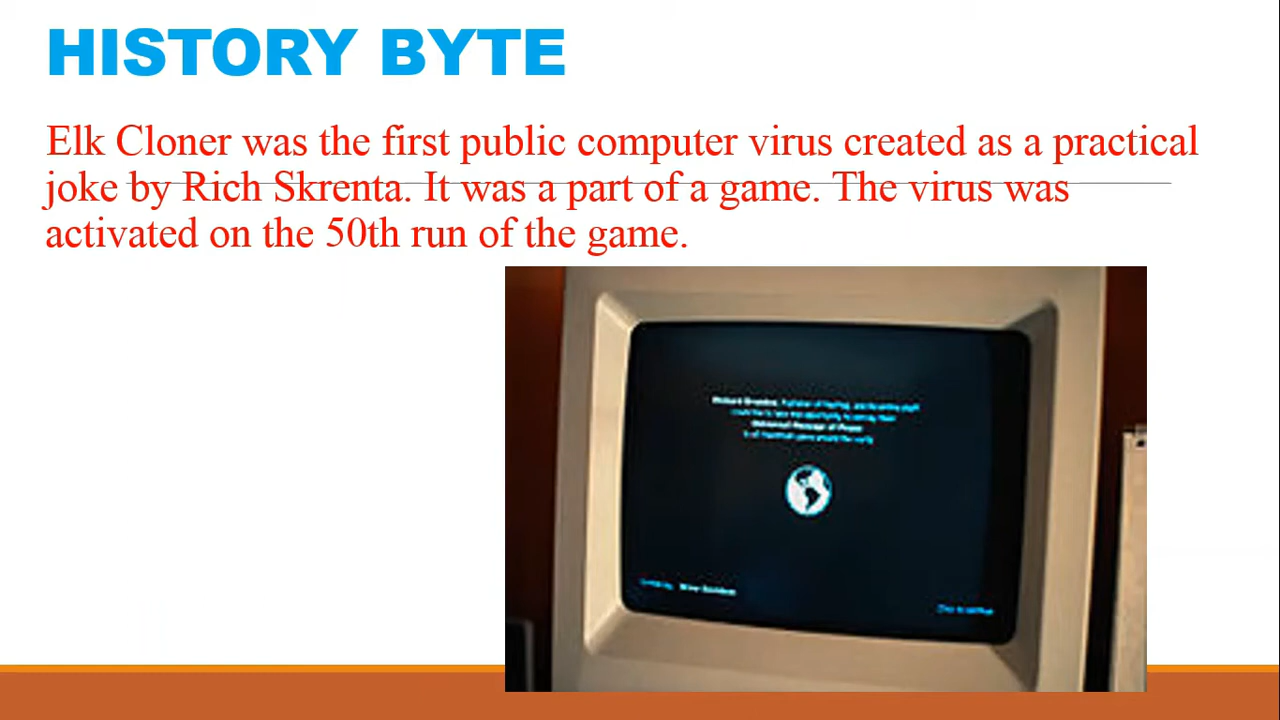 HISTORY BYTE
Elk Cloner was the first public computer virus created as a practical
joke by Rich Skrenta. It was a part of a game. The virus was
activated on the 50th run of the game.